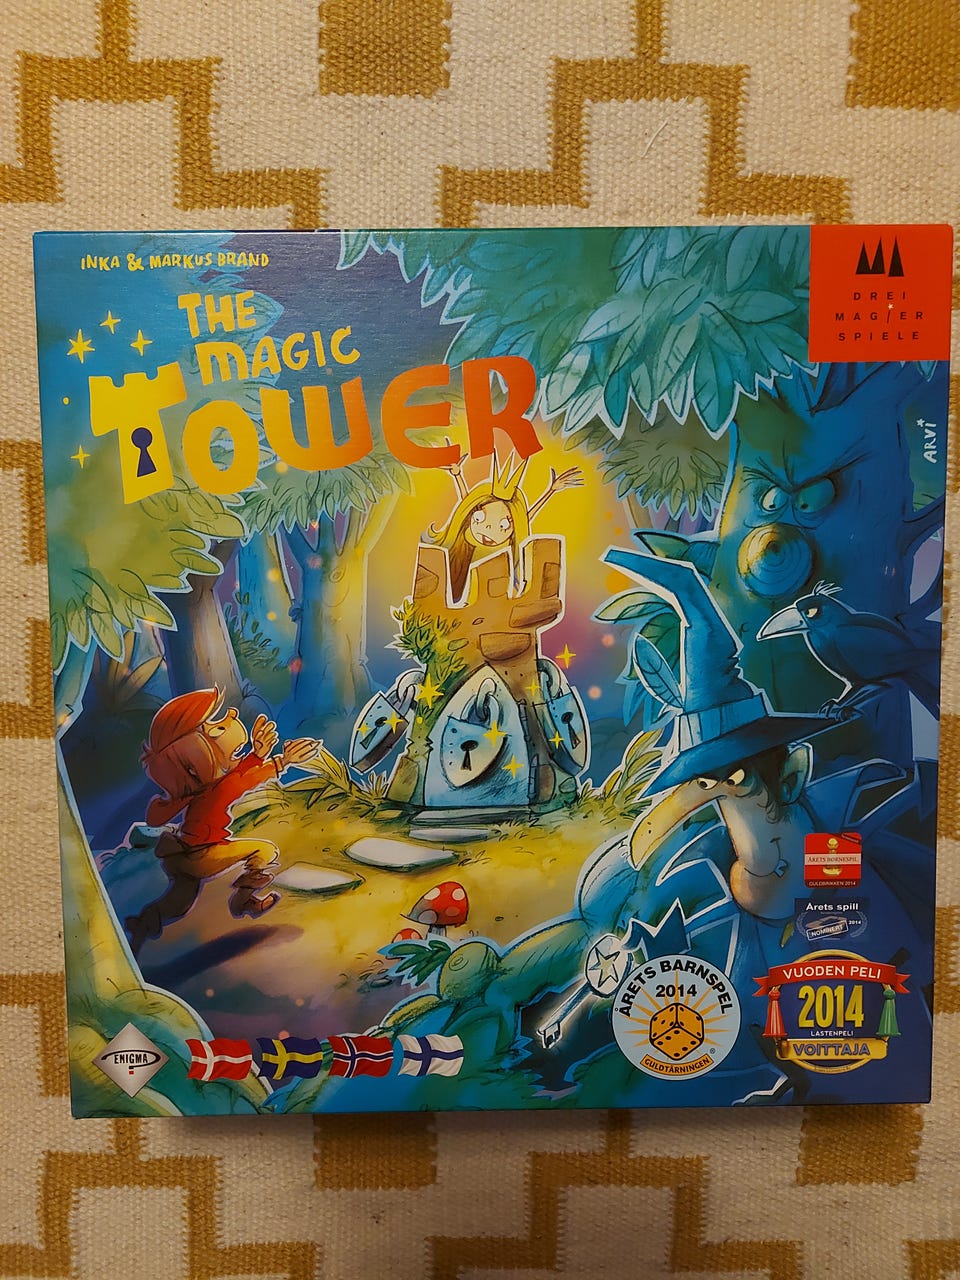 INKA & MARKUS BRAND
THE
MAGIC
TOWER
DREI
MAGIER
SPIELE
ARVi
ÅRETS BØRNESPIL
GULDBRIKKEN 2014
Årets spill
NOMINERT 2014
ÅRETS BARNSPEL
2014
GULDTÄRNINGEN
VUODEN PELI
2014
LASTENPELI
VOITTAJA
ENIGMA